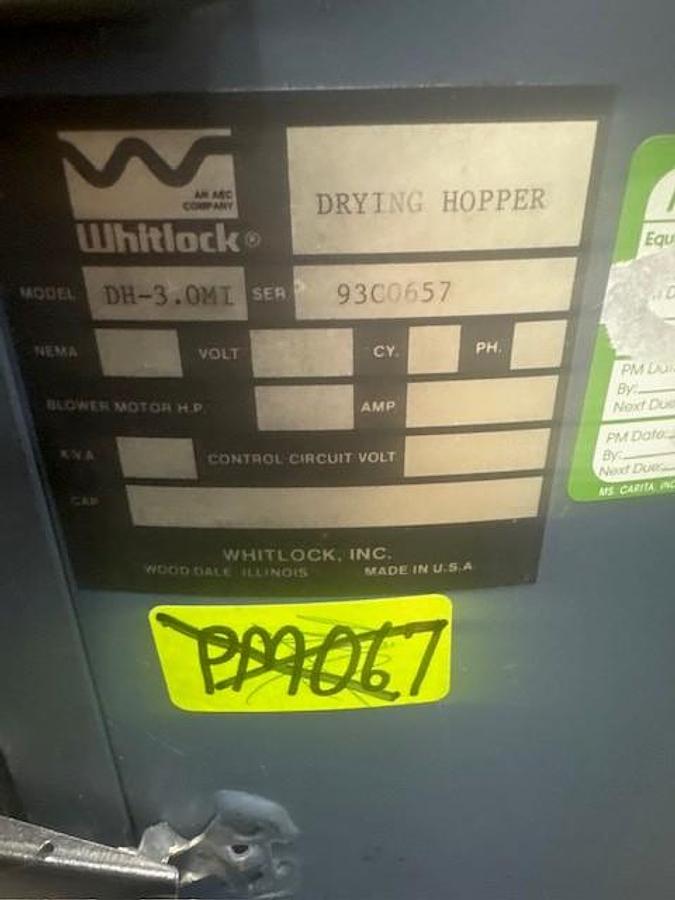 AN AEC
COMPANY
Whitlock®
DRYING HOPPER
MODEL DH-3.0MI SER 93C0657
NEMA VOLT CY. PH.
BLOWER MOTOR H.P. AMP
K.V.A CONTROL CIRCUIT VOLT
CAP
WHITLOCK, INC.
WOOD DALE ILLINOIS MADE IN U.S.A
PM067
Equ
By:
Next Due
PM Date:
By:
Next Due:
MS. CARITA, INC